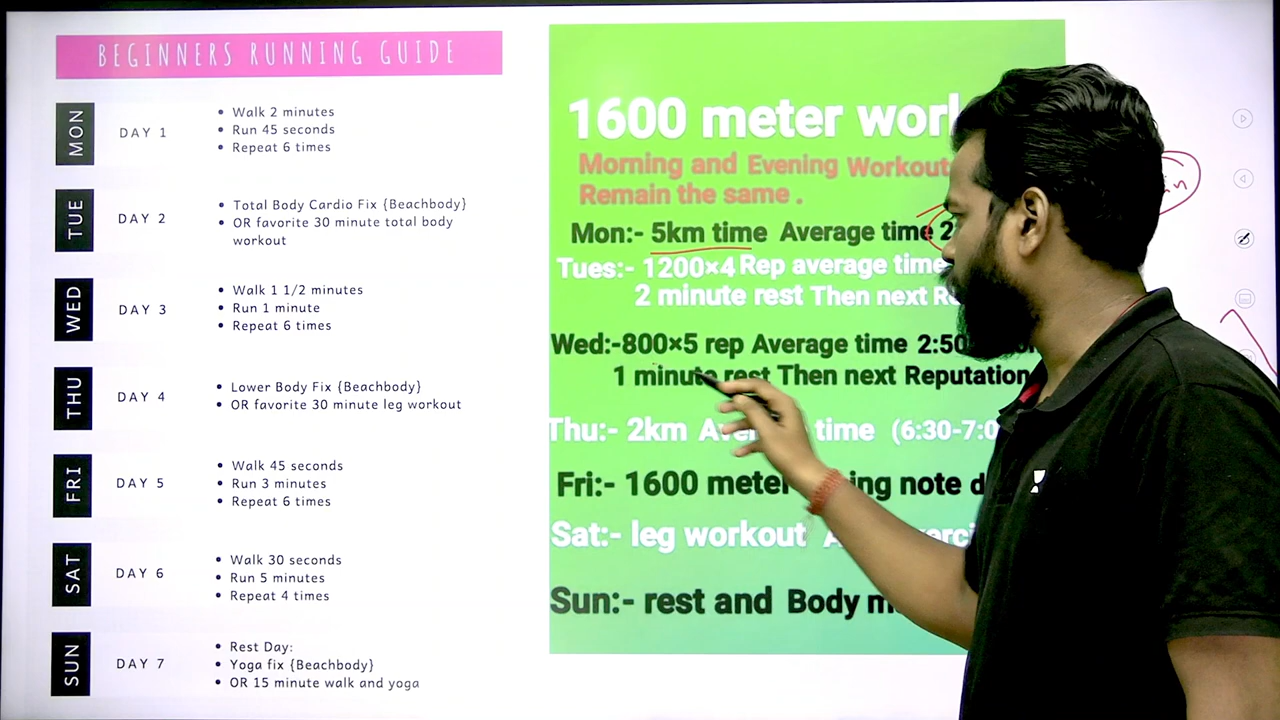 BEGINNERS RUNNING GUIDE
MON
DAY 1
Walk 2 minutes
Run 45 seconds
Repeat 6 times
TUE
DAY 2
Total Body Cardio Fix {Beachbody}
OR favorite 30 minute total body
workout
WED
DAY 3
Walk 1 1/2 minutes
Run 1 minute
Repeat 6 times
THU
DAY 4
Lower Body Fix {Beachbody}
OR favorite 30 minute leg workout
FRI
DAY 5
Walk 45 seconds
Run 3 minutes
Repeat 6 times
SAT
DAY 6
Walk 30 seconds
Run 5 minutes
Repeat 4 times
SUN
DAY 7
Rest Day:
Yoga fix {Beachbody}
OR 15 minute walk and yoga
1600 meter
Morning and Evening Workout
Remain the same .
Mon:- 5km time Average time 2
Tues:- 1200×4 Rep average time
2 minute rest Then next
Wed:-800×5 rep Average time 2:50
1 minute rest Then next Reputation
Thu:- 2km time (6:30-7:0
Fri:- 1600 meter note
Sat:- leg workout
Sun:- rest and Body